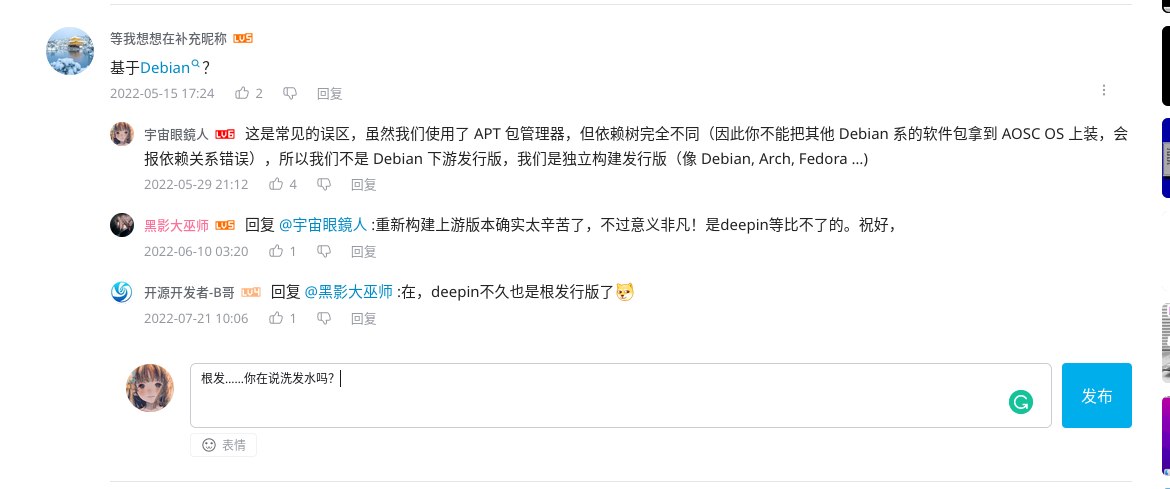 等我想想在补充昵称 LV5
基于Debian？
2022-05-15 17:24 2 回复
宇宙眼鏡人 LV6 这是常见的误区，虽然我们使用了 APT 包管理器，但依赖树完全不同（因此你不能把其他 Debian 系的软件包拿到 AOSC OS 上装，会
报依赖关系错误），所以我们不是 Debian 下游发行版，我们是独立构建发行版（像 Debian, Arch, Fedora ...)
2022-05-29 21:12 4 回复
黑影大巫师 LV5 回复 @宇宙眼鏡人 :重新构建上游版本确实太辛苦了，不过意义非凡！是deepin等比不了的。祝好，
2022-06-10 03:20 1 回复
开源开发者-B哥 LV4 回复 @黑影大巫师 :在，deepin不久也是根发行版了
2022-07-21 10:06 1 回复
根发......你在说洗发水吗？
发布
表情